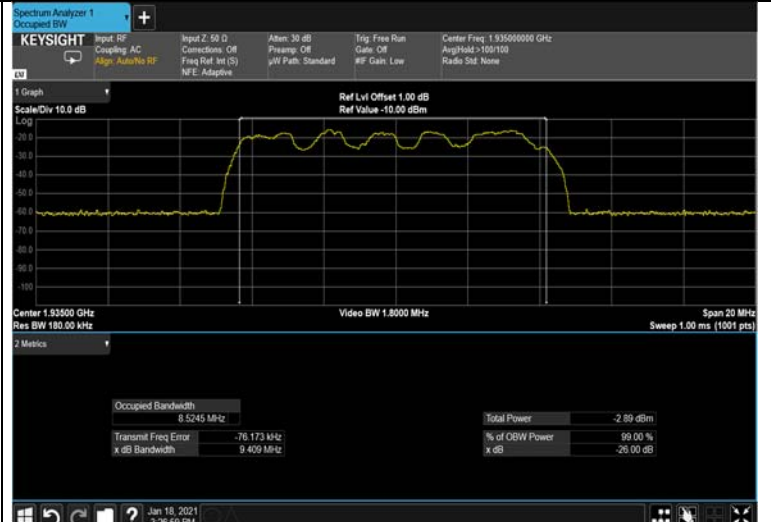 Spectrum Analyzer 1
Occupied BW
+
KEYSIGHT
Input: RF
Coupling: AC
Align: Auto/No RF
Input Z: 50 Ω
Corrections: Off
Freq Ref: Int (S)
NFE: Adaptive
Atten: 30 dB
Preamp: Off
µW Path: Standard
Trig: Free Run
Gate: Off
#IF Gain: Low
Center Freq: 1.935000000 GHz
Avg|Hold:>100/100
Radio Std: None
1 Graph
Scale/Div 10.0 dB
Ref Lvl Offset 1.00 dB
Ref Value -10.00 dBm
Log
-20.0
-30.0
-40.0
-50.0
-60.0
-70.0
-80.0
-90.0
-100
Center 1.93500 GHz
Res BW 180.00 kHz
Video BW 1.8000 MHz
Span 20 MHz
Sweep 1.00 ms (1001 pts)
2 Metrics
Occupied Bandwidth
8.5245 MHz
Transmit Freq Error -76.173 kHz
x dB Bandwidth 9.409 MHz
Total Power -2.89 dBm
% of OBW Power 99.00 %
x dB -26.00 dB
?
Jan 18, 2021